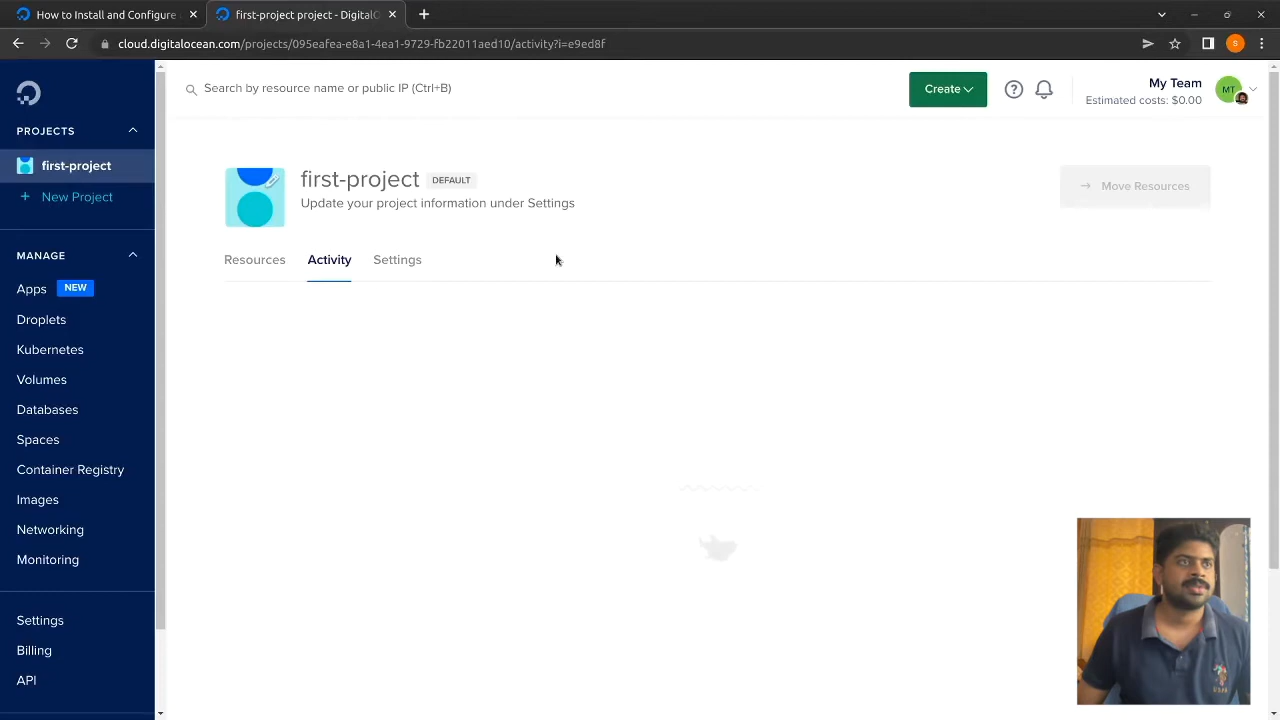 How to Install and Configure
first-project project - DigitalO
cloud.digitalocean.com/projects/095eafea-e8a1-4ea1-9729-fb22011aed10/activity?i=e9ed8f
S
Search by resource name or public IP (Ctrl+B)
Create
My Team
Estimated costs: $0.00
MT
PROJECTS
first-project
+ New Project
MANAGE
Apps NEW
Droplets
Kubernetes
Volumes
Databases
Spaces
Container Registry
Images
Networking
Monitoring
Settings
Billing
API
first-project DEFAULT
Update your project information under Settings
→ Move Resources
Resources Activity Settings